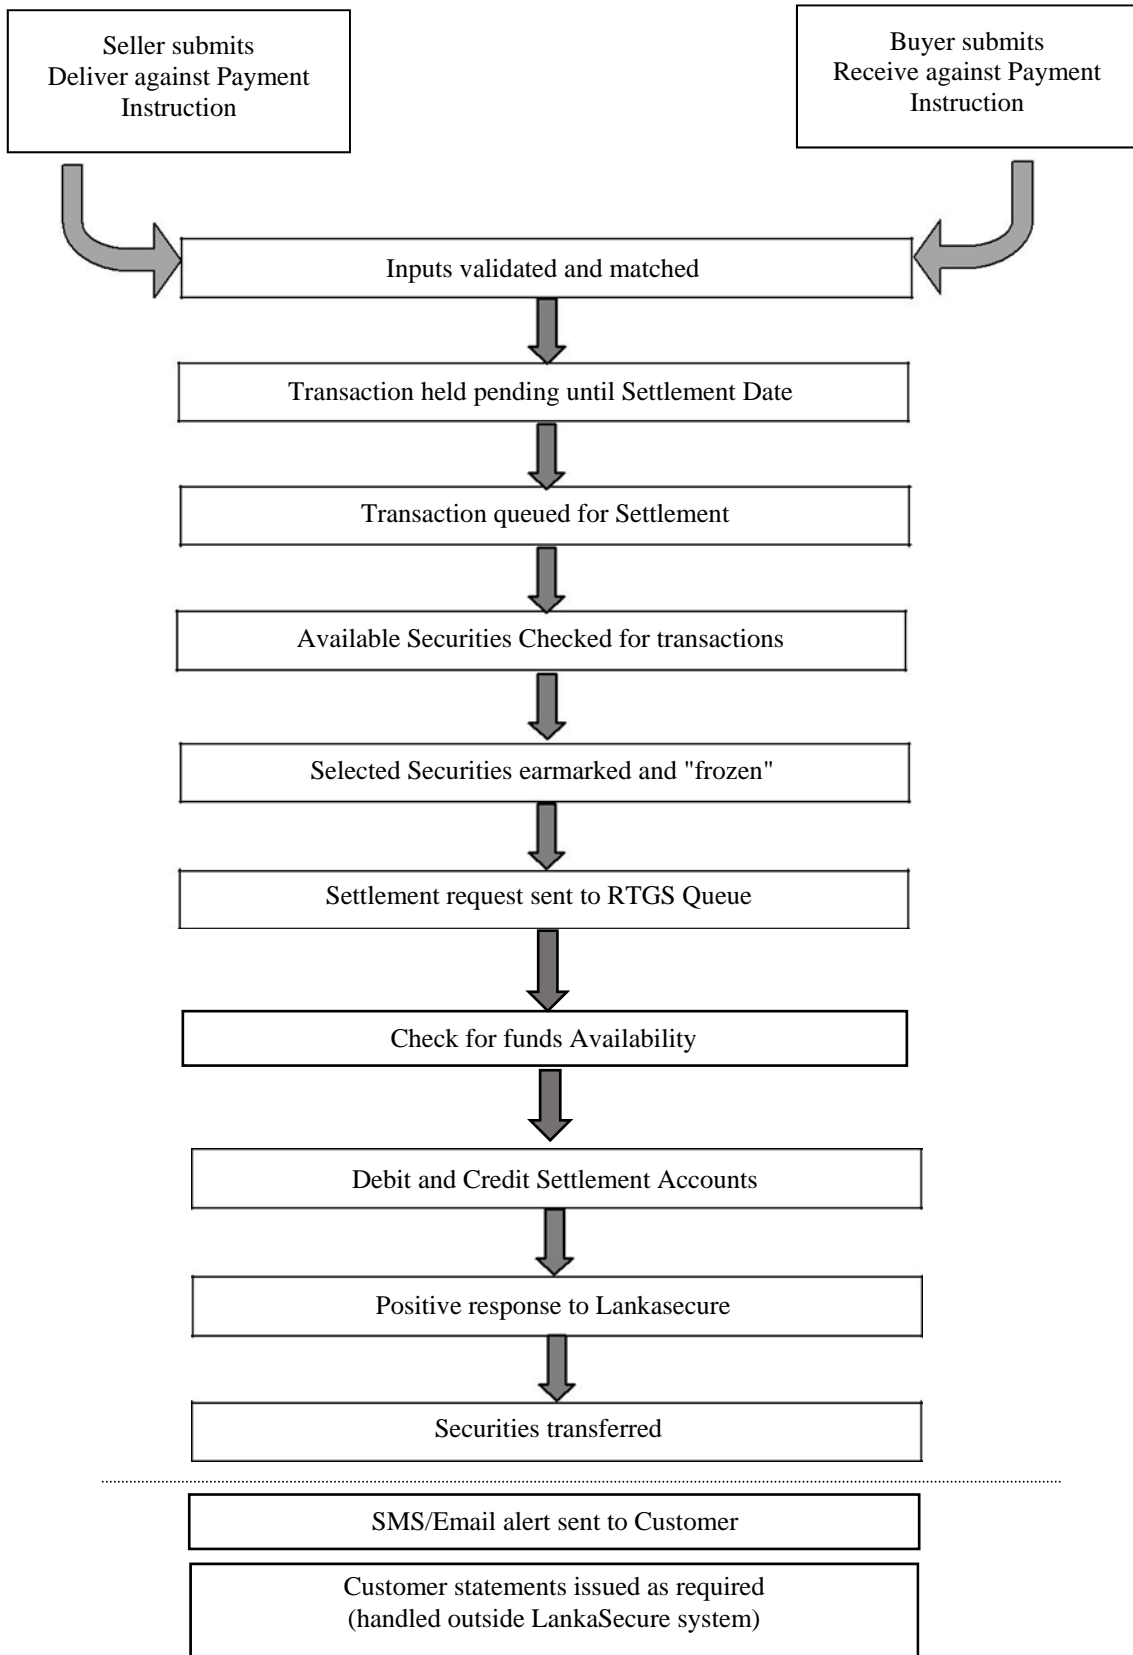 Seller submits
Deliver against Payment
Instruction
Buyer submits
Receive against Payment
Instruction
Inputs validated and matched
Transaction held pending until Settlement Date
Transaction queued for Settlement
Available Securities Checked for transactions
Selected Securities earmarked and "frozen"
Settlement request sent to RTGS Queue
Check for funds Availability
Debit and Credit Settlement Accounts
Positive response to Lankasecure
Securities transferred
SMS/Email alert sent to Customer
Customer statements issued as required
(handled outside LankaSecure system)